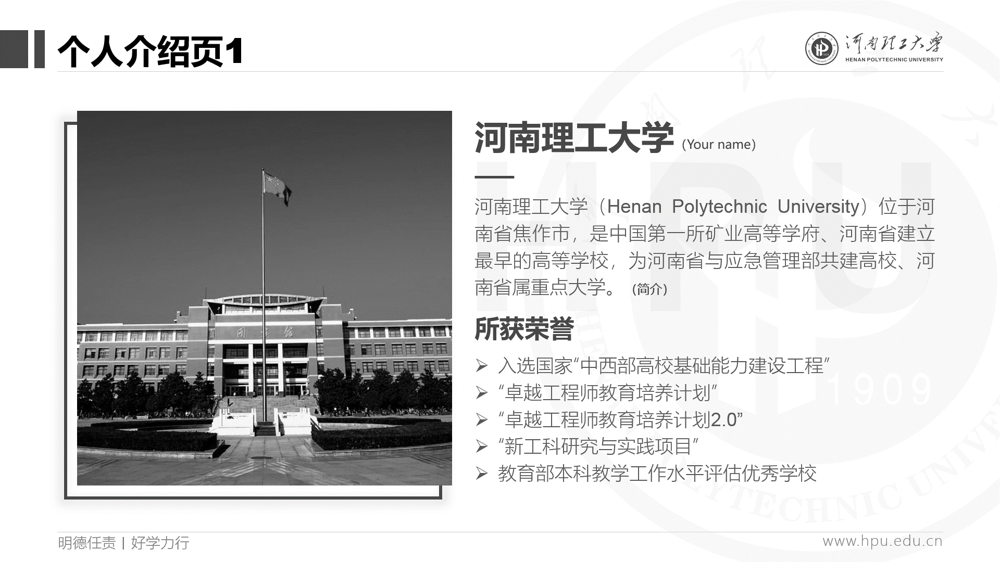 个人介绍页1
河南理工大学
HENAN POLYTECHNIC UNIVERSITY
河南理工大学 (Your name)
河南理工大学（Henan Polytechnic University）位于河
南省焦作市，是中国第一所矿业高等学府、河南省建立
最早的高等学校，为河南省与应急管理部共建高校、河
南省属重点大学。（简介）
所获荣誉
➢ 入选国家“中西部高校基础能力建设工程”
➢ “卓越工程师教育培养计划”
➢ “卓越工程师教育培养计划2.0”
➢ “新工科研究与实践项目”
➢ 教育部本科教学工作水平评估优秀学校
HPU
1909
图书馆
明德任责 | 好学力行
www.hpu.edu.cn